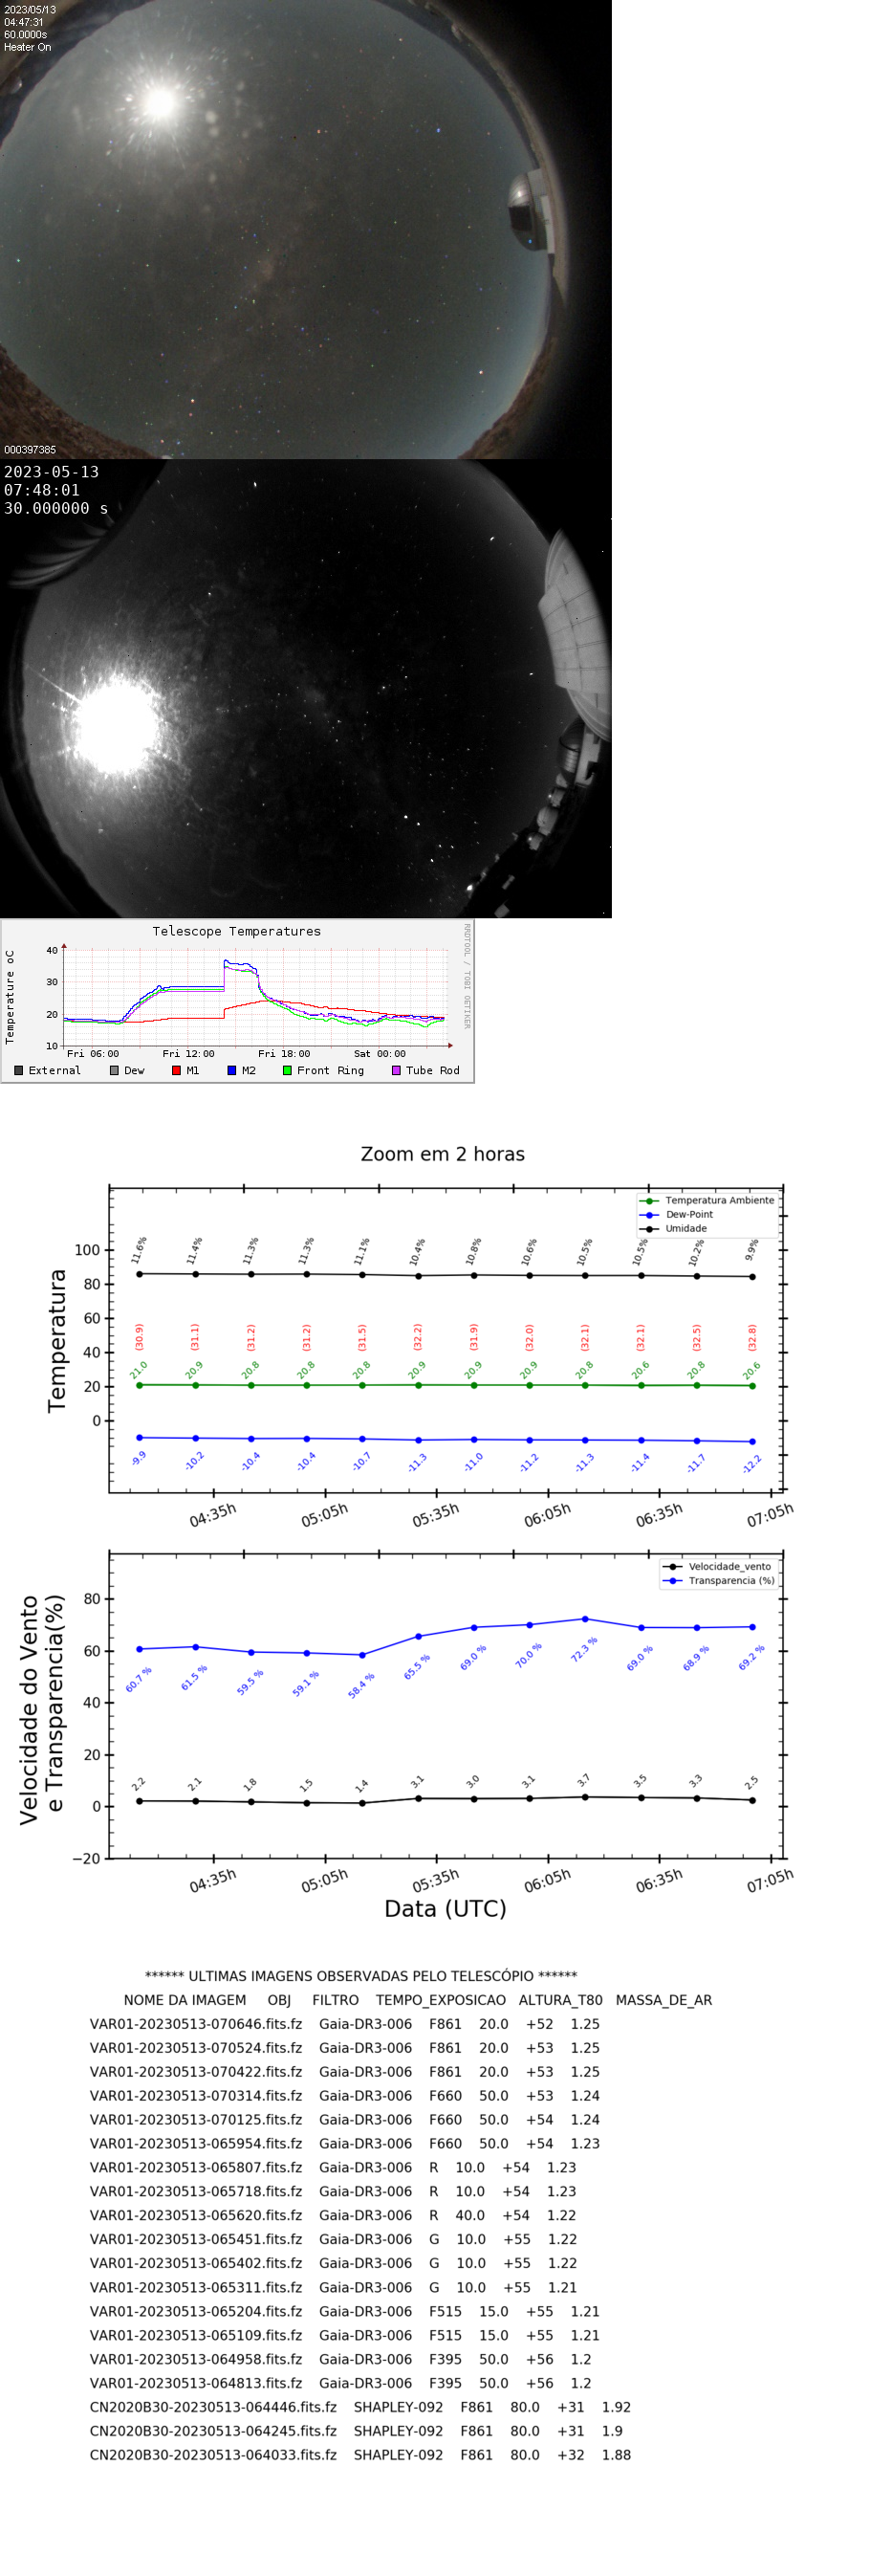 2023/05/13
04:47:31
60.0000s
Heater On
000397385
2023-05-13
07:48:01
30.000000 s
Telescope Temperatures
RRDTOOL / TOBI OETIKER
Temperature oC
40
30
20
10
Fri 06:00 Fri 12:00 Fri 18:00 Sat 00:00
External Dew M1 M2 Front Ring Tube Rod
Zoom em 2 horas
Temperatura Ambiente
Dew-Point
Umidade
Temperatura
100
80
60
40
20
0
11.6% 11.4% 11.3% 11.3% 11.1% 10.4% 10.8% 10.6% 10.5% 10.5% 10.2% 9.9%
(30.9) (31.1) (31.2) (31.2) (31.5) (32.2) (31.9) (32.0) (32.1) (32.1) (32.5) (32.8)
21.0 20.9 20.8 20.8 20.8 20.9 20.9 20.9 20.8 20.6 20.8 20.6
-9.9 -10.2 -10.4 -10.4 -10.7 -11.3 -11.0 -11.2 -11.3 -11.4 -11.7 -12.2
04:35h 05:05h 05:35h 06:05h 06:35h 07:05h
Velocidade_vento
Transparencia (%)
Velocidade do Vento
e Transparencia(%)
80
60
40
20
0
−20
60.7 % 61.5 % 59.5 % 59.1 % 58.4 % 65.5 % 69.0 % 70.0 % 72.3 % 69.0 % 68.9 % 69.2 %
2.2 2.1 1.8 1.5 1.4 3.1 3.0 3.1 3.7 3.5 3.3 2.5
04:35h 05:05h 05:35h 06:05h 06:35h 07:05h
Data (UTC)
****** ULTIMAS IMAGENS OBSERVADAS PELO TELESCÓPIO ******
NOME DA IMAGEM OBJ FILTRO TEMPO_EXPOSICAO ALTURA_T80 MASSA_DE_AR
VAR01-20230513-070646.fits.fz Gaia-DR3-006 F861 20.0 +52 1.25
VAR01-20230513-070524.fits.fz Gaia-DR3-006 F861 20.0 +53 1.25
VAR01-20230513-070422.fits.fz Gaia-DR3-006 F861 20.0 +53 1.25
VAR01-20230513-070314.fits.fz Gaia-DR3-006 F660 50.0 +53 1.24
VAR01-20230513-070125.fits.fz Gaia-DR3-006 F660 50.0 +54 1.24
VAR01-20230513-065954.fits.fz Gaia-DR3-006 F660 50.0 +54 1.23
VAR01-20230513-065807.fits.fz Gaia-DR3-006 R 10.0 +54 1.23
VAR01-20230513-065718.fits.fz Gaia-DR3-006 R 10.0 +54 1.23
VAR01-20230513-065620.fits.fz Gaia-DR3-006 R 40.0 +54 1.22
VAR01-20230513-065451.fits.fz Gaia-DR3-006 G 10.0 +55 1.22
VAR01-20230513-065402.fits.fz Gaia-DR3-006 G 10.0 +55 1.22
VAR01-20230513-065311.fits.fz Gaia-DR3-006 G 10.0 +55 1.21
VAR01-20230513-065204.fits.fz Gaia-DR3-006 F515 15.0 +55 1.21
VAR01-20230513-065109.fits.fz Gaia-DR3-006 F515 15.0 +55 1.21
VAR01-20230513-064958.fits.fz Gaia-DR3-006 F395 50.0 +56 1.2
VAR01-20230513-064813.fits.fz Gaia-DR3-006 F395 50.0 +56 1.2
CN2020B30-20230513-064446.fits.fz SHAPLEY-092 F861 80.0 +31 1.92
CN2020B30-20230513-064245.fits.fz SHAPLEY-092 F861 80.0 +31 1.9
CN2020B30-20230513-064033.fits.fz SHAPLEY-092 F861 80.0 +32 1.88